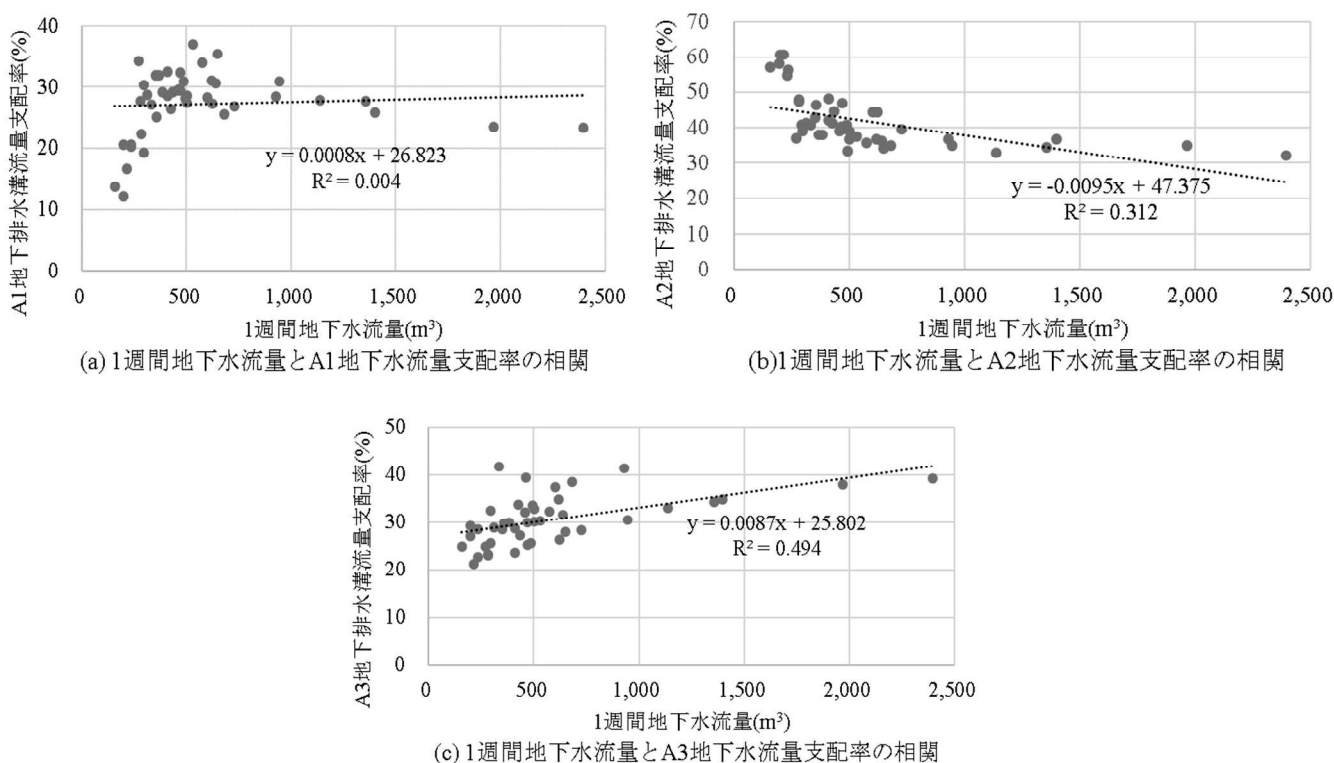 40
30
20
10
0
A1地下排水溝流量支配率(%)
y = 0.0008x + 26.823
R² = 0.004
0 500 1,000 1,500 2,000 2,500
1週間地下水流量(m³)
(a) 1週間地下水流量とA1地下水流量支配率の相関
70
60
50
40
30
20
10
0
A2地下排水溝流量支配率(%)
y = -0.0095x + 47.375
R² = 0.312
0 500 1,000 1,500 2,000 2,500
1週間地下水流量(m³)
(b)1週間地下水流量とA2地下水流量支配率の相関
50
40
30
20
10
0
A3地下排水溝流量支配率(%)
y = 0.0087x + 25.802
R² = 0.494
0 500 1,000 1,500 2,000 2,500
1週間地下水流量(m³)
(c) 1週間地下水流量とA3地下水流量支配率の相関